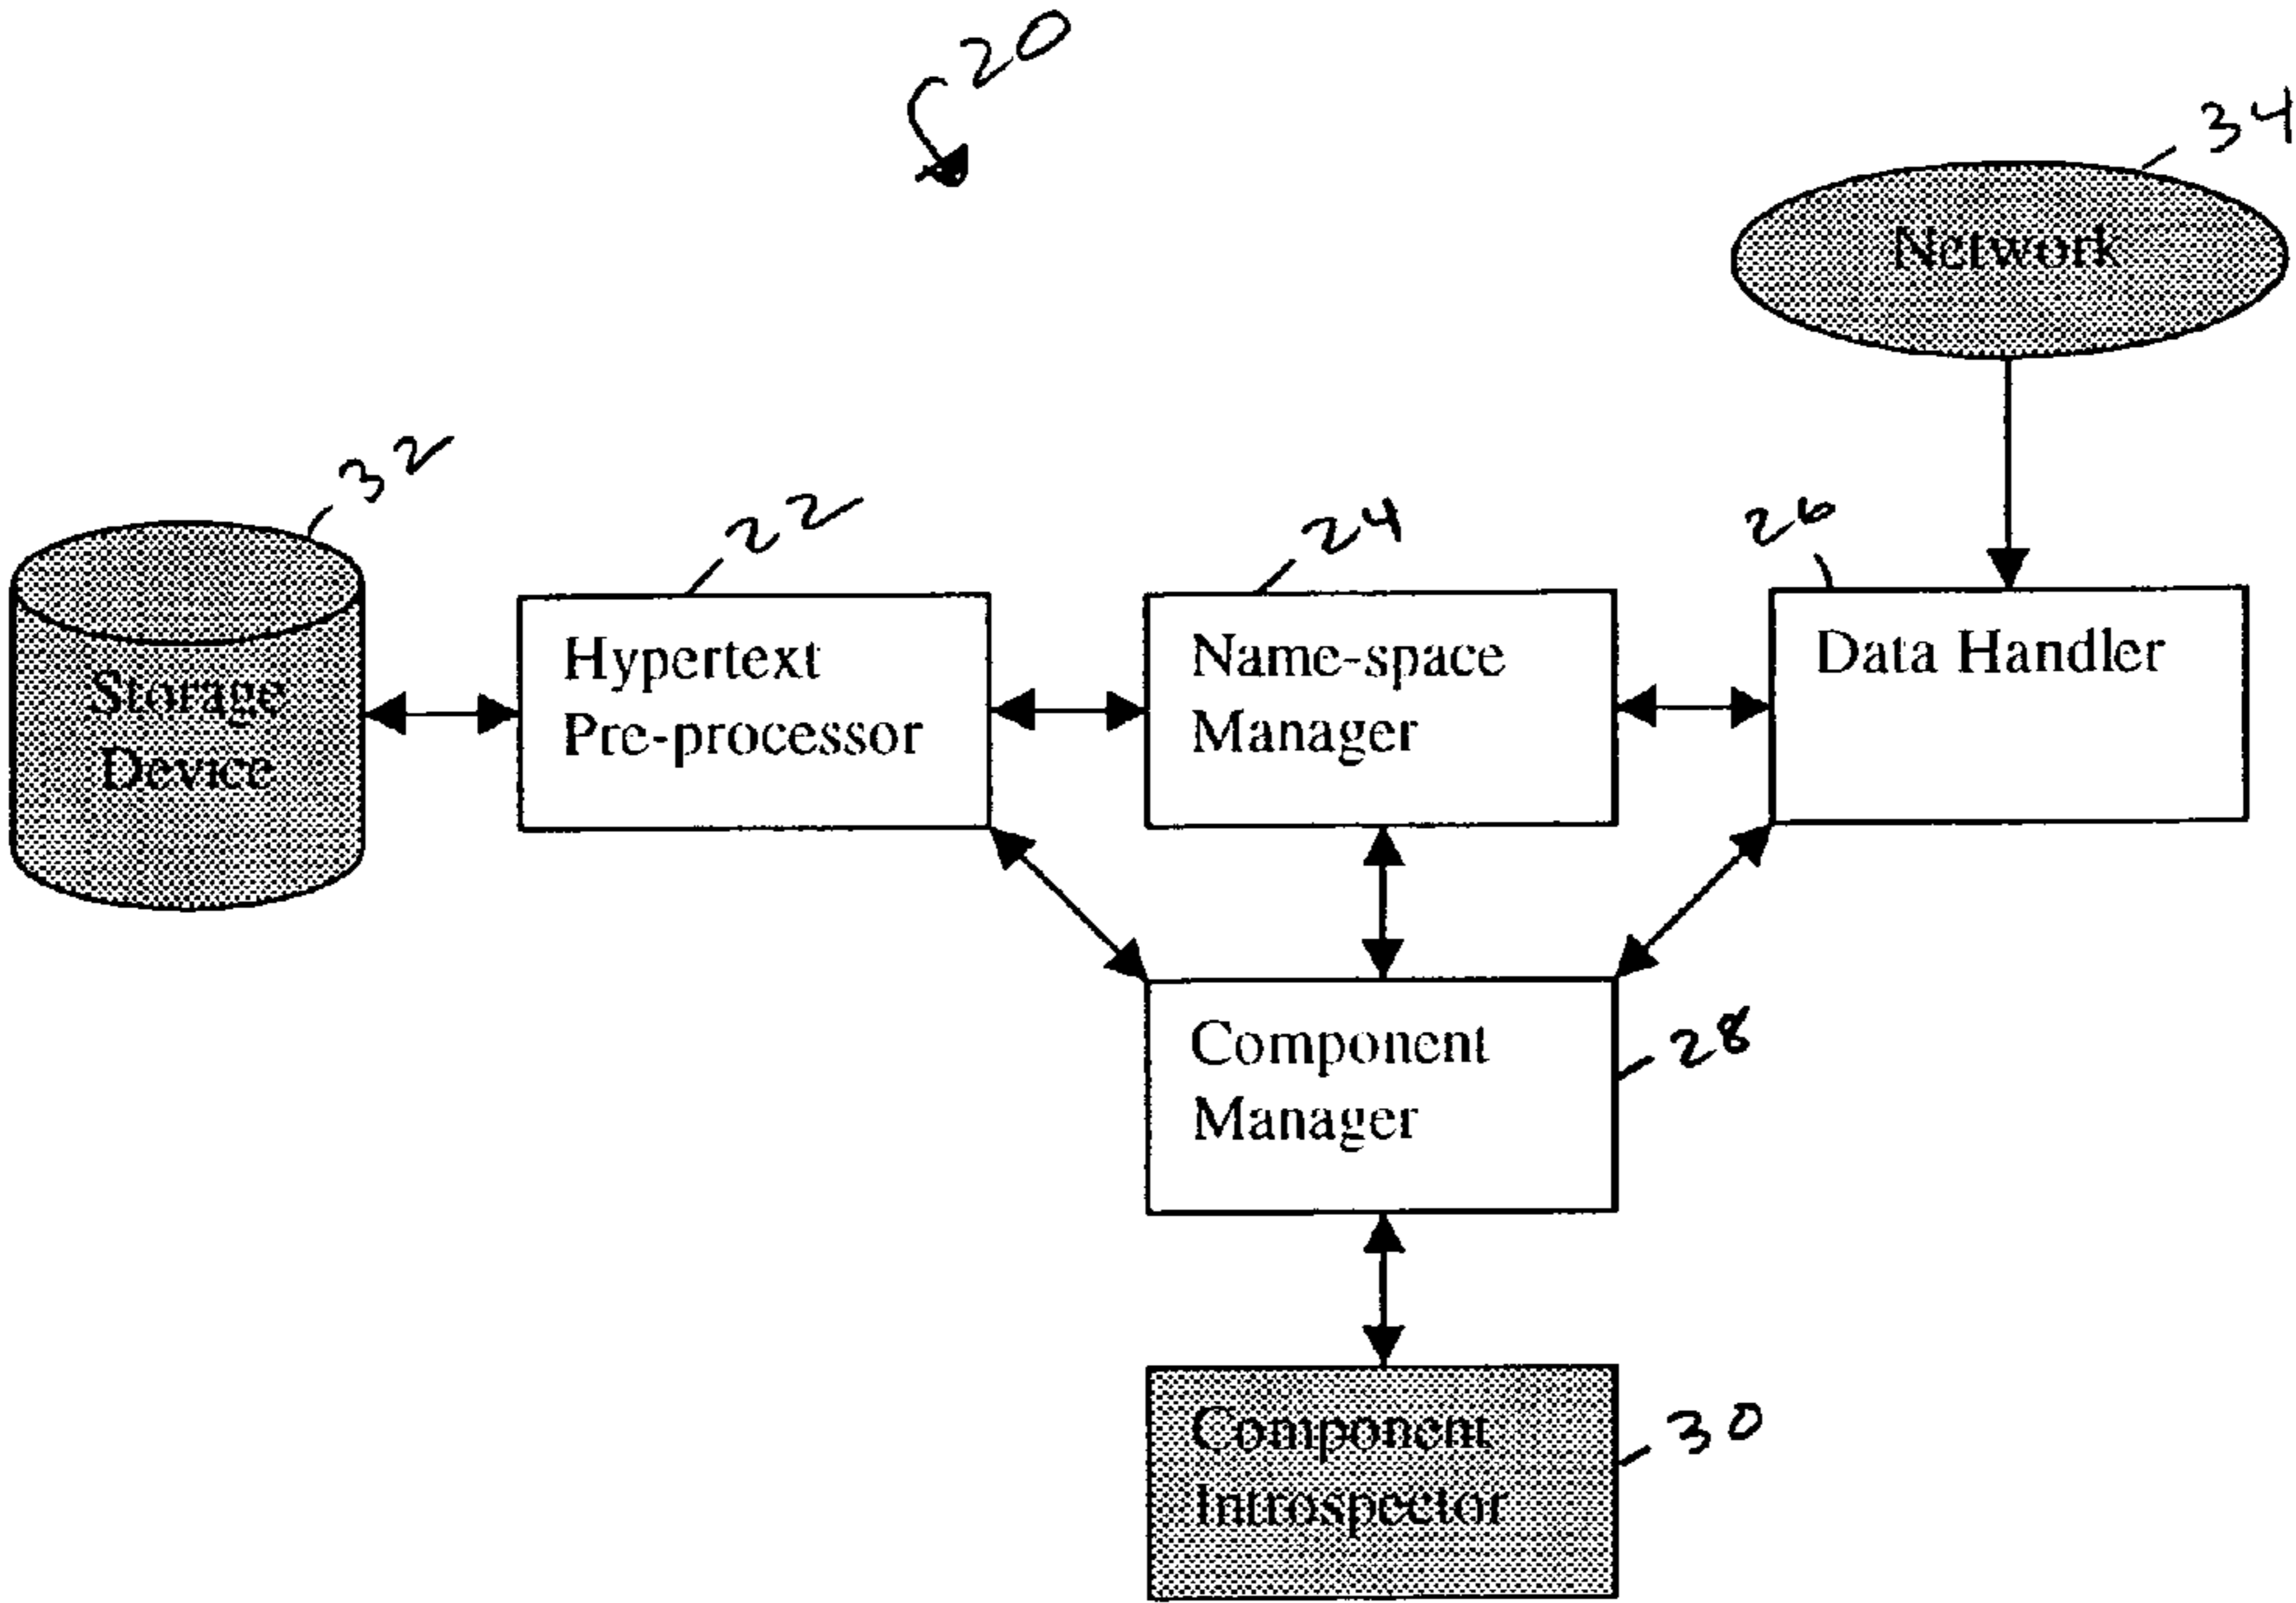 20
34
Network
32
22
24
26
Storage
Device
Hypertext
Pre-processor
Name-space
Manager
Data Handler
Component
Manager
28
Component
Introspector
30